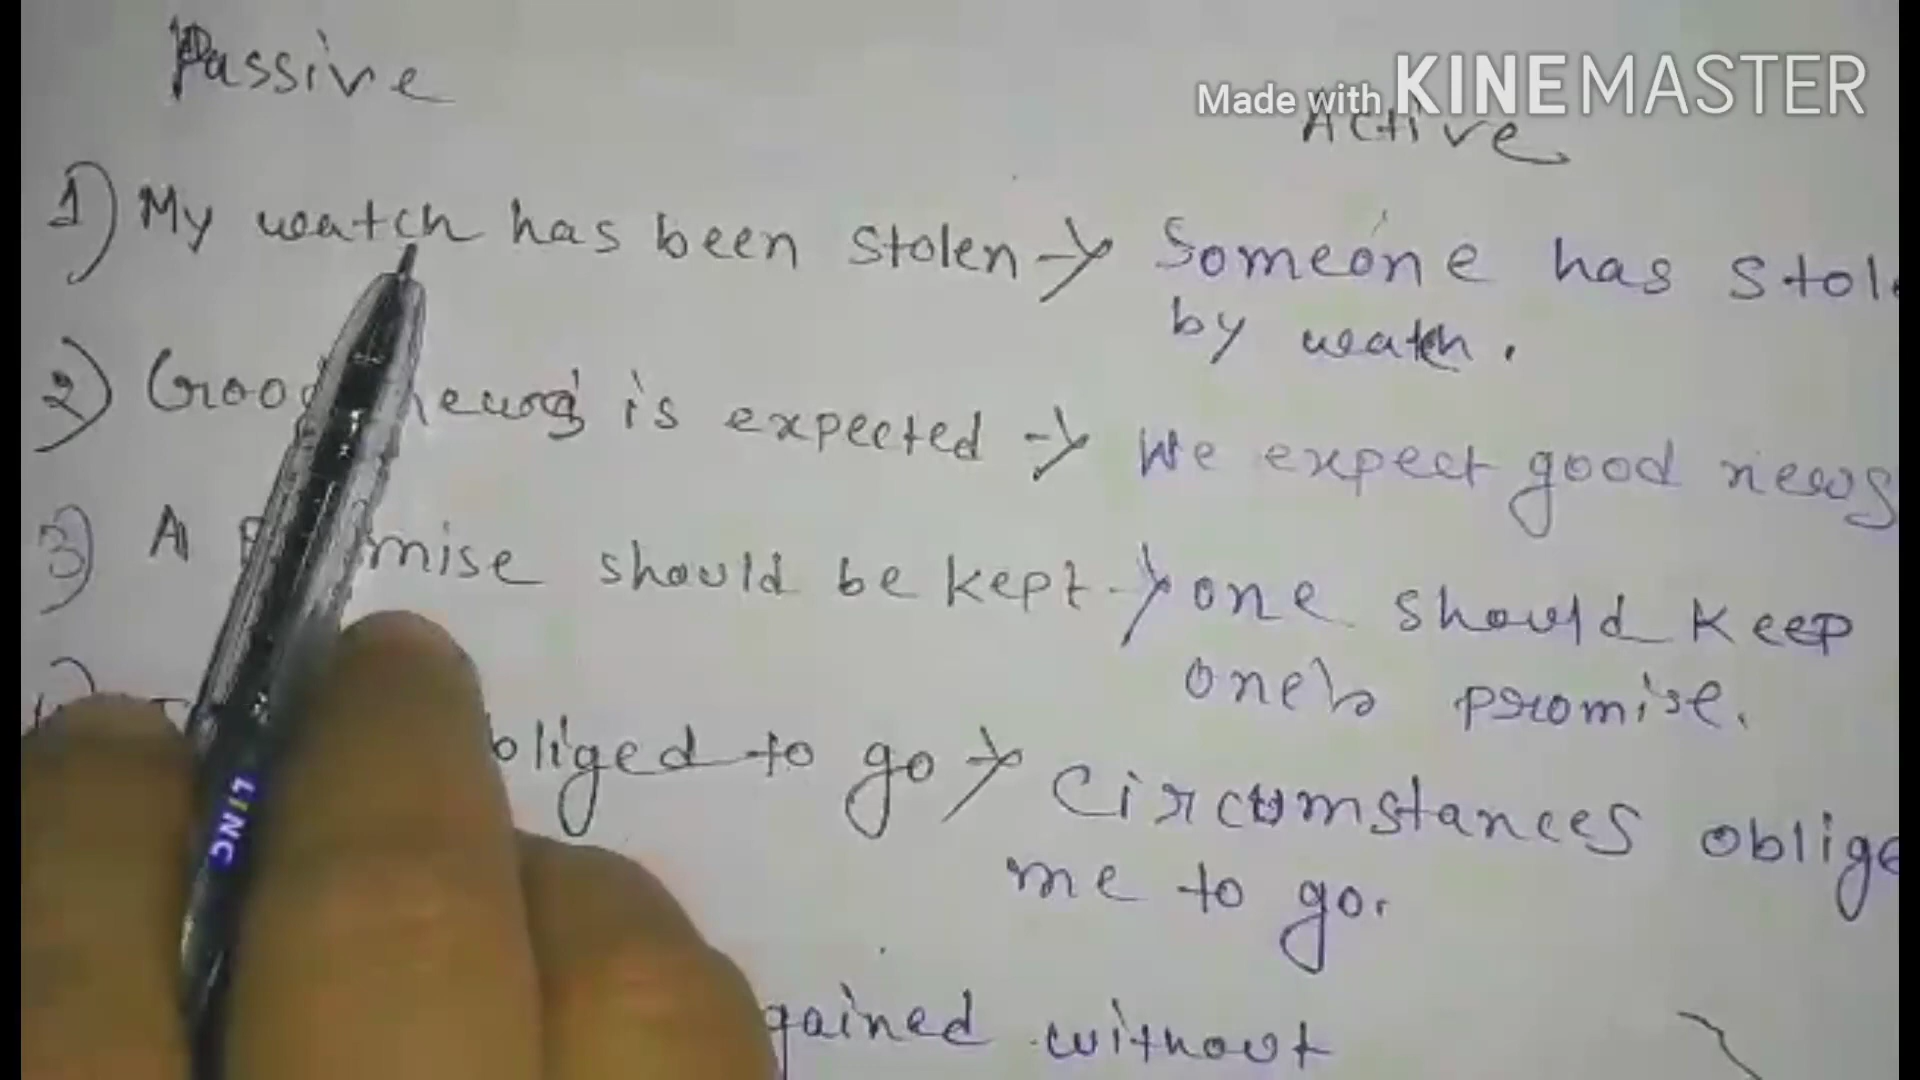 Passive
Made with KINEMASTER
Active
1) My watch has been stolen → Someone has stol
by watch.
2) news is expected → We expect good news
3) A should be kept → one should keep
one's promise.
to go → Circumstances oblige
me to go.
gained without